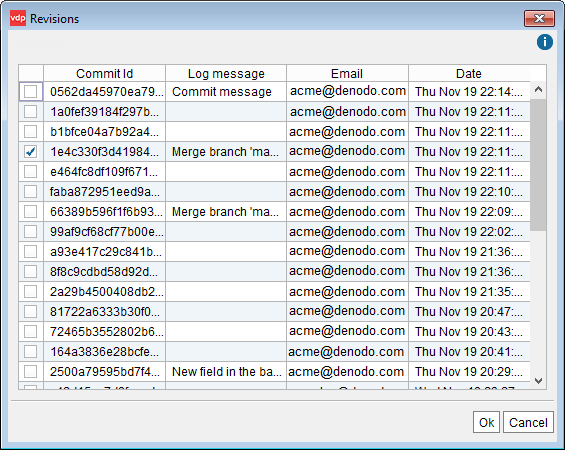 vdp Revisions
i
Commit Id Log message Email Date
0562da45970ea79... Commit message acme@denodo.com Thu Nov 19 22:14:...
1a0fef39184f297b... acme@denodo.com Thu Nov 19 22:11:...
b1bfce04a7b92a4... acme@denodo.com Thu Nov 19 22:11:...
1e4c330f3d41984... Merge branch 'ma... acme@denodo.com Thu Nov 19 22:11:...
e464fc8df109f671... acme@denodo.com Thu Nov 19 22:11:...
faba872951eed9a... acme@denodo.com Thu Nov 19 22:10:...
66389b596f1f6b93... Merge branch 'ma... acme@denodo.com Thu Nov 19 22:09:...
99af9cf68cf77b00e... acme@denodo.com Thu Nov 19 22:02:...
a93e417c29c841b... acme@denodo.com Thu Nov 19 21:36:...
8f8c9cdbd58d92d... acme@denodo.com Thu Nov 19 21:36:...
2a29b4500408db2... acme@denodo.com Thu Nov 19 21:35:...
81722a6333b30f0... acme@denodo.com Thu Nov 19 20:47:...
72465b3552802b6... acme@denodo.com Thu Nov 19 20:43:...
164a3836e28bcfe... acme@denodo.com Thu Nov 19 20:41:...
2500a79595bd7f4... New field in the ba... acme@denodo.com Thu Nov 19 20:29:...
Ok Cancel